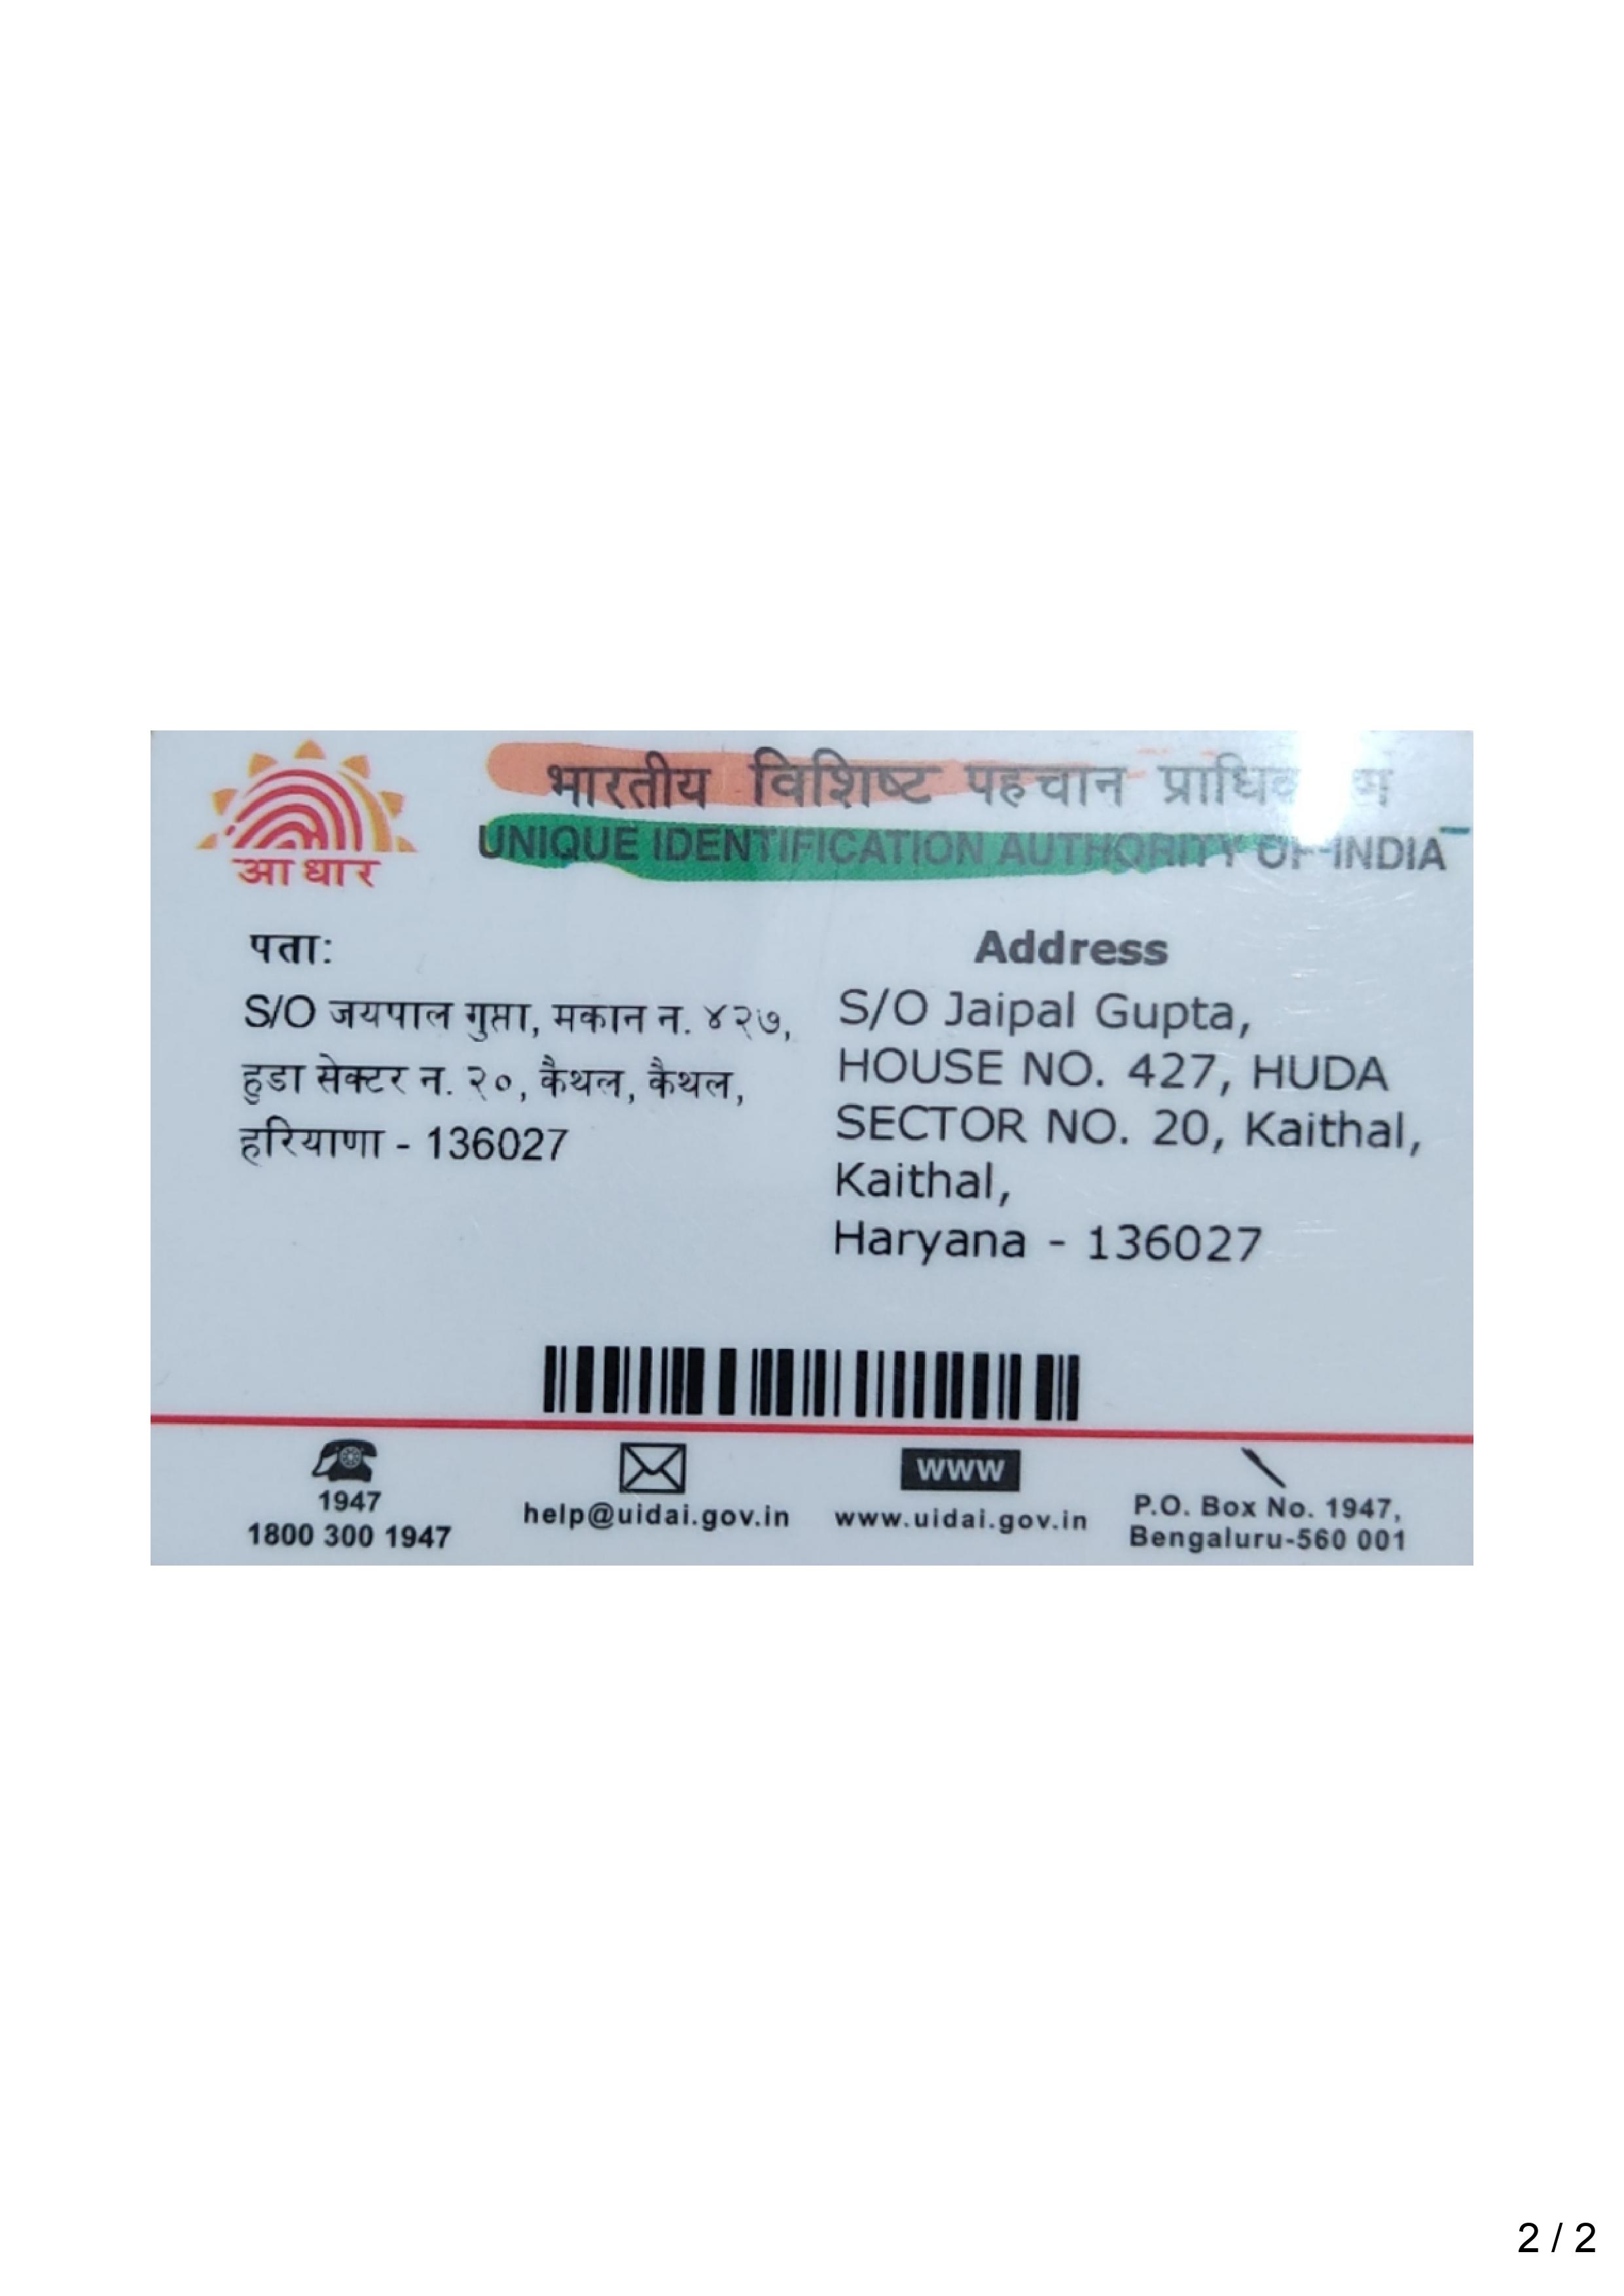 भारतीय विशिष्ट पहचान
UNIQUE IDENTIFICATION AUTHORITY OF INDIA
आधार
पता:
S/O जयपाल गुप्ता, मकान न. ४२७,
हुडा सेक्टर न. २०, कैथल, कैथल,
हरियाणा - 136027
Address
S/O Jaipal Gupta,
HOUSE NO. 427, HUDA
SECTOR NO. 20, Kaithal,
Kaithal,
Haryana - 136027
1947
1800 300 1947
help@uidai.gov.in
www
www.uidai.gov.in
P.O. Box No. 1947,
Bengaluru-560 001
2 / 2